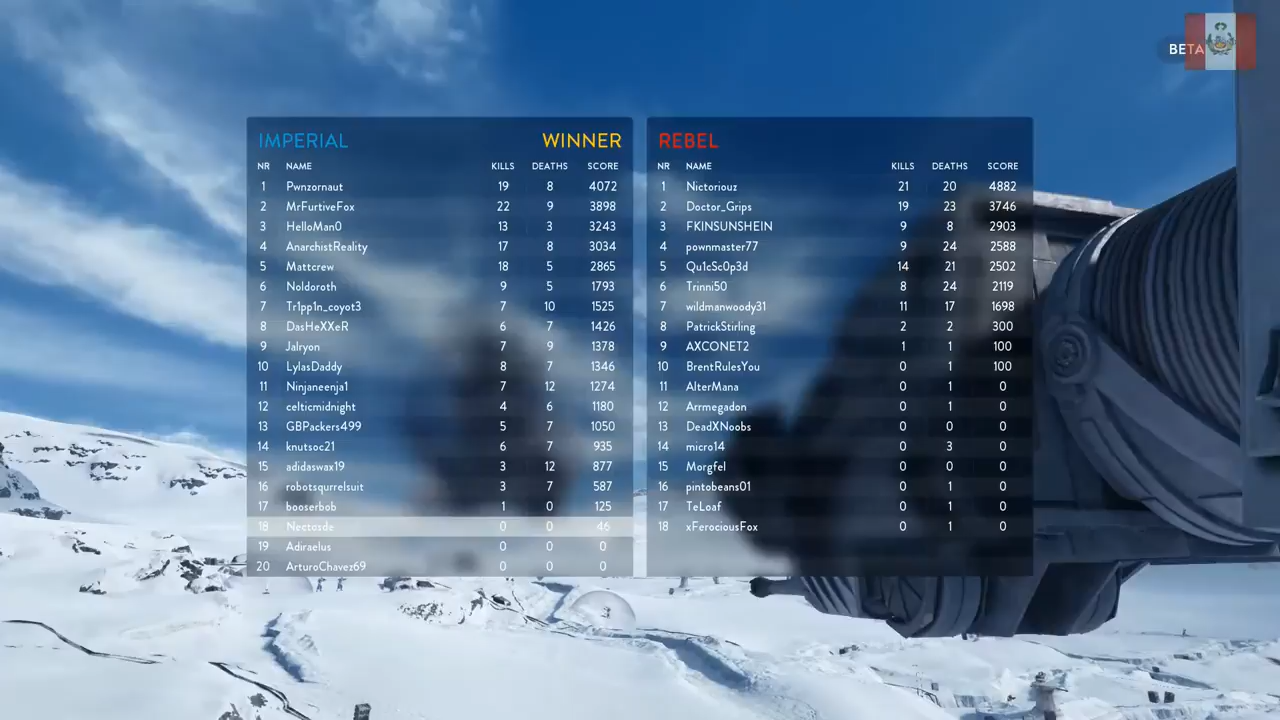 BETA
IMPERIAL WINNER
NR NAME KILLS DEATHS SCORE
1 Pwnzornaut 19 8 4072
2 MrFurtiveFox 22 9 3898
3 HelloMan0 13 3 3243
4 AnarchistReality 17 8 3034
5 Mattcrew 18 5 2865
6 Noldoroth 9 5 1793
7 Tr1pp1n_coyot3 7 10 1525
8 DasHeXXeR 6 7 1426
9 Jalryon 7 9 1378
10 LylasDaddy 8 7 1346
11 Ninjaneenja1 7 12 1274
12 celticmidnight 4 6 1180
13 GBPackers499 5 7 1050
14 knutsoc21 6 7 935
15 adidaswax19 3 12 877
16 robotsqurrelsuit 3 7 587
17 booserbob 1 0 125
18 Nectosde 0 0 46
19 Adiraelus 0 0 0
20 ArturoChavez69 0 0 0
REBEL
NR NAME KILLS DEATHS SCORE
1 Nictoriouz 21 20 4882
2 Doctor_Grips 19 23 3746
3 FKINSUNSHEIN 9 8 2903
4 pownmaster77 9 24 2588
5 Qu1cSc0p3d 14 21 2502
6 Trinni50 8 24 2119
7 wildmanwoody31 11 17 1698
8 PatrickStirling 2 2 300
9 AXCONET2 1 1 100
10 BrentRulesYou 0 1 100
11 AlterMana 0 1 0
12 Arrmegadon 0 1 0
13 DeadXNoobs 0 0 0
14 micro14 0 3 0
15 Morgfel 0 0 0
16 pintobeans01 0 1 0
17 TeLoaf 0 1 0
18 xFerociousFox 0 1 0